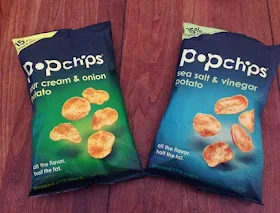 popchips
sour cream & onion
potato
all the flavor.
half the fat.
popchips
sea salt & vinegar
potato
all the flavor.
half the fat.